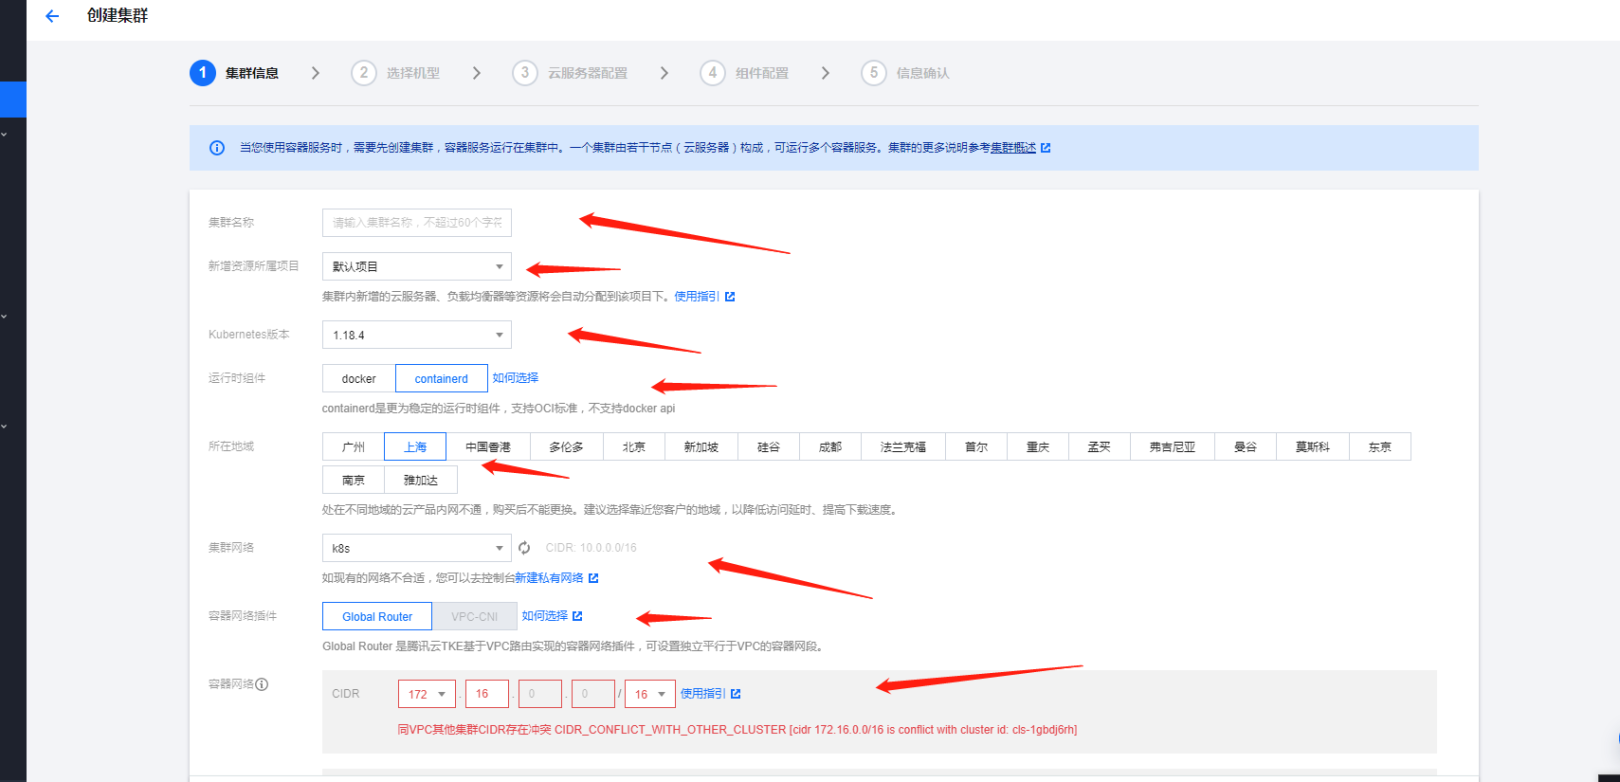 创建集群
1 集群信息 2 选择机型 3 云服务器配置 4 组件配置 5 信息确认
当您使用容器服务时，需要先创建集群，容器服务运行在集群中。一个集群由若干节点（云服务器）构成，可运行多个容器服务。集群的更多说明参考集群概述
集群名称 请输入集群名称，不超过60个字符
新增资源所属项目 默认项目
集群内新增的云服务器、负载均衡器等资源将会自动分配到该项目下。使用指引
Kubernetes版本 1.18.4
运行时组件 docker containerd 如何选择
containerd是更为稳定的运行时组件，支持OCI标准，不支持docker api
所在地域 广州 上海 中国香港 多伦多 北京 新加坡 硅谷 成都 法兰克福 首尔 重庆 孟买 弗吉尼亚 曼谷 莫斯科 东京
南京 雅加达
处在不同地域的云产品内网不通，购买后不能更换。建议选择靠近您客户的地域，以降低访问延时、提高下载速度。
集群网络 k8s CIDR: 10.0.0.0/16
如现有的网络不合适，您可以去控制台新建私有网络
容器网络插件 Global Router VPC-CNI 如何选择
Global Router 是腾讯云TKE基于VPC路由实现的容器网络插件，可设置独立平行于VPC的容器网段。
容器网络 CIDR 172 . 16 . 0 . 0 / 16 使用指引
同VPC其他集群CIDR存在冲突 CIDR_CONFLICT_WITH_OTHER_CLUSTER [cidr 172.16.0.0/16 is conflict with cluster id: cls-1gbdj6rh]